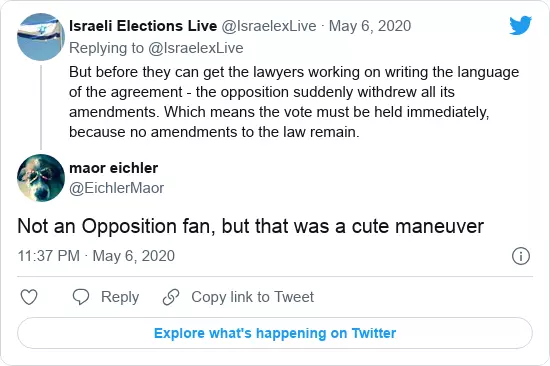 Israeli Elections Live @IsraelexLive · May 6, 2020
Replying to @IsraelexLive
But before they can get the lawyers working on writing the language
of the agreement - the opposition suddenly withdrew all its
amendments. Which means the vote must be held immediately,
because no amendments to the law remain.
maor eichler
@EichlerMaor
Not an Opposition fan, but that was a cute maneuver
11:37 PM · May 6, 2020
Reply
Copy link to Tweet
Explore what's happening on Twitter